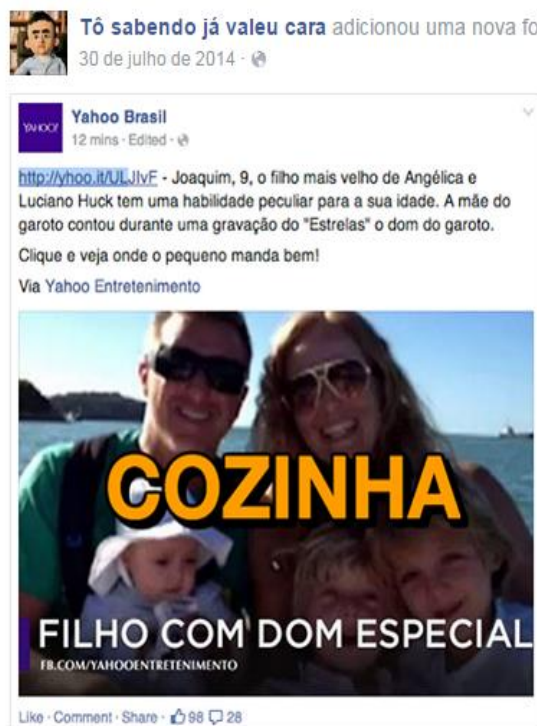 Tô sabendo já valeu cara adicionou uma nova fo
30 de julho de 2014
YAHOO!
Yahoo Brasil
12 mins · Edited ·
http://yhoo.it/ULJIvF - Joaquim, 9, o filho mais velho de Angélica e
Luciano Huck tem uma habilidade peculiar para a sua idade. A mãe do
garoto contou durante uma gravação do "Estrelas" o dom do garoto.
Clique e veja onde o pequeno manda bem!
Via Yahoo Entretenimento
COZINHA
FILHO COM DOM ESPECIAL
FB.COM/YAHOOENTRETENIMENTO
Like · Comment · Share · 98 28